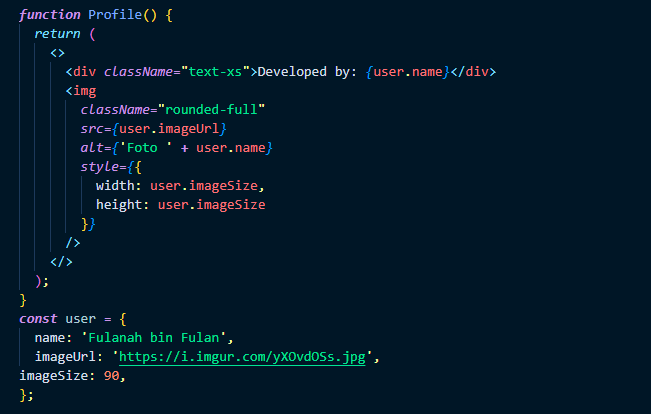 function Profile() {
return (
<>
<div className="text-xs">Developed by: {user.name}</div>
<img
className="rounded-full"
src={user.imageUrl}
alt={'Foto ' + user.name}
style={{
width: user.imageSize,
height: user.imageSize
}}
/>
</>
);
}
const user = {
name: 'Fulanah bin Fulan',
imageUrl: 'https://i.imgur.com/yXOvdOSs.jpg',
imageSize: 90,
};